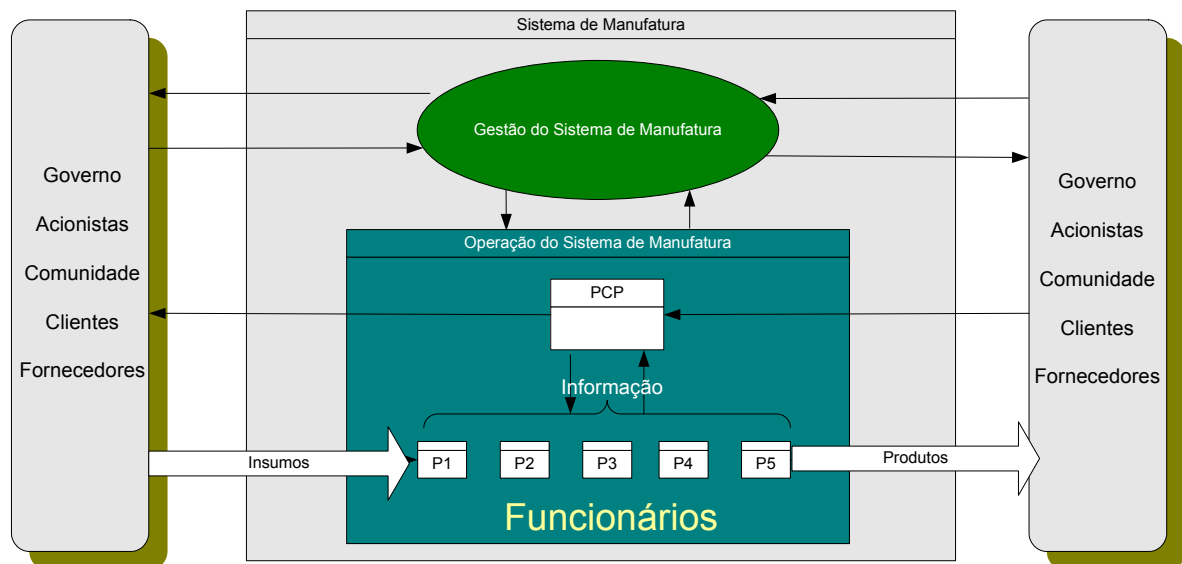 Sistema de Manufatura
Gestão do Sistema de Manufatura
Governo
Acionistas
Comunidade
Clientes
Fornecedores
Operação do Sistema de Manufatura
PCP
Informação
Insumos
P1
P2
P3
P4
P5
Produtos
Funcionários
Governo
Acionistas
Comunidade
Clientes
Fornecedores